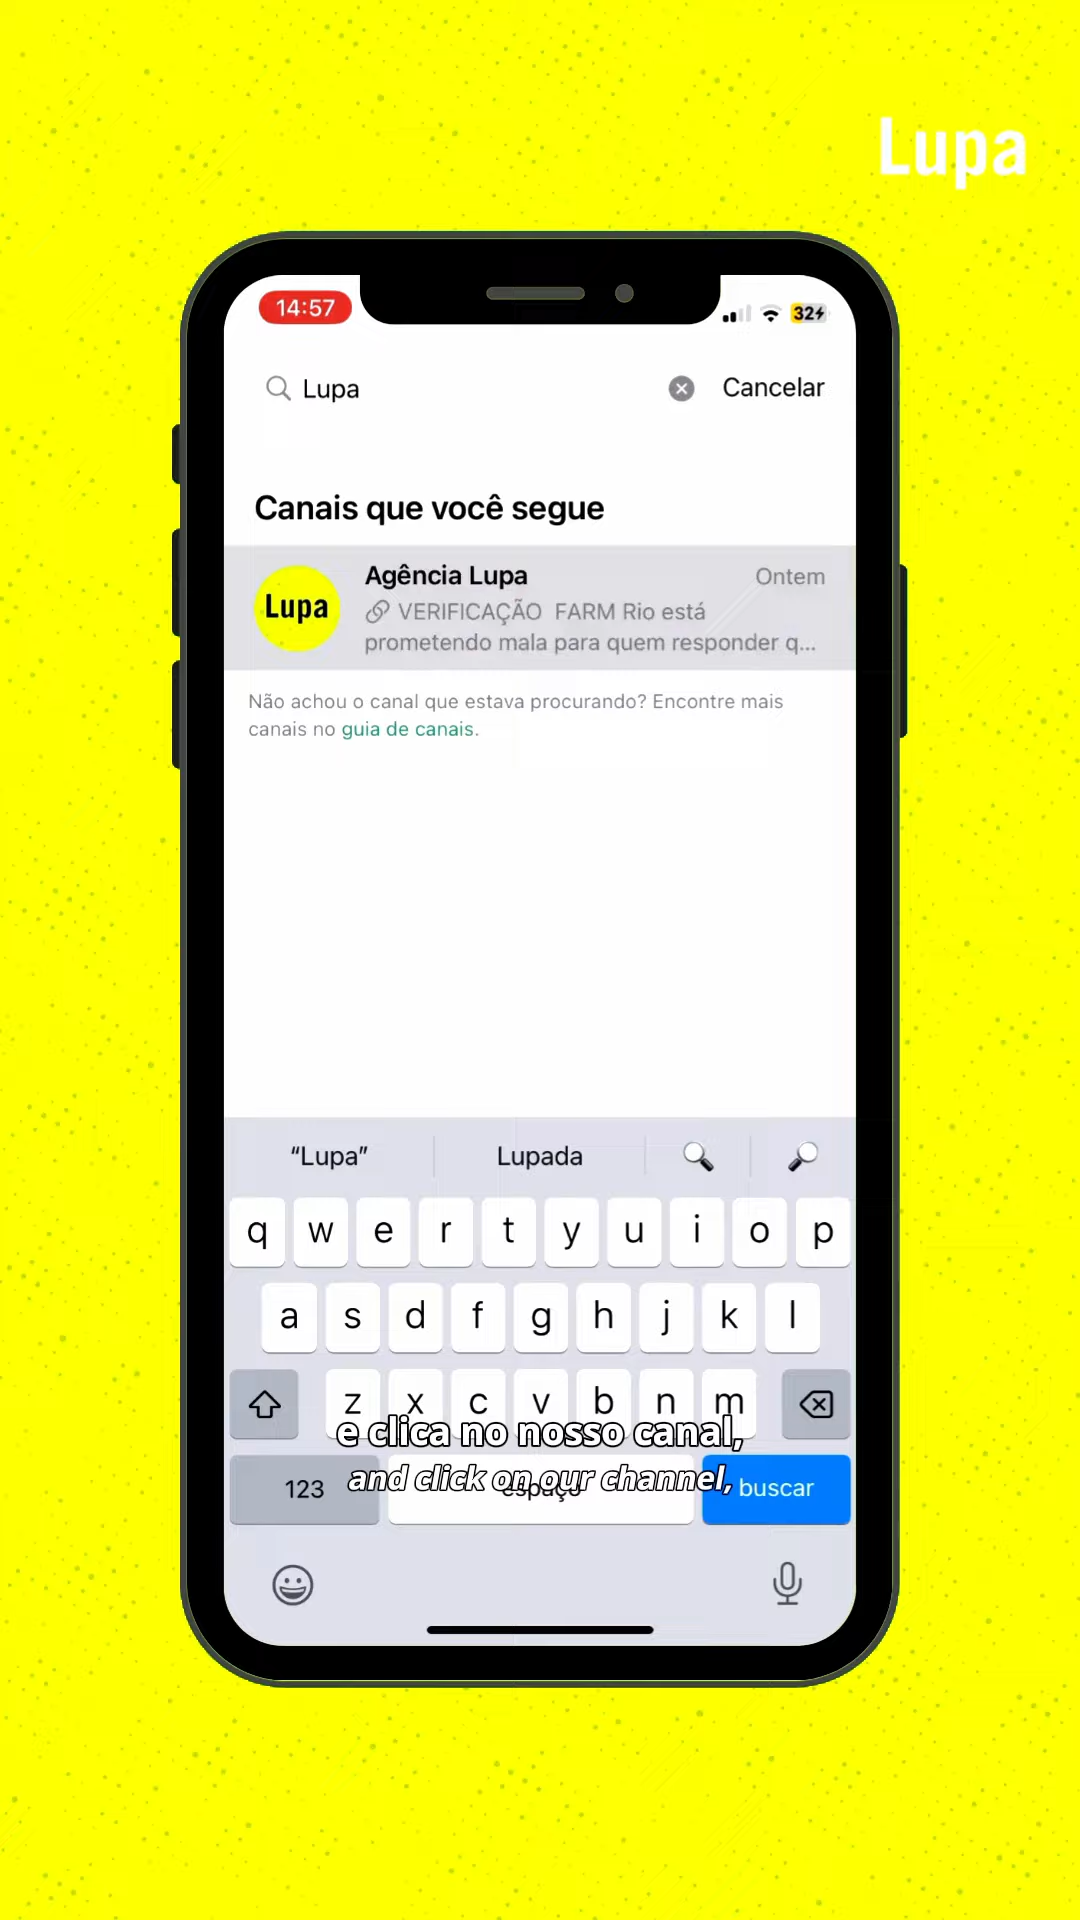 Lupa
14:57
32
Lupa
Cancelar
Canais que você segue
Lupa
Agência Lupa
Ontem
VERIFICAÇÃO FARM Rio está
prometendo mala para quem responder q...
Não achou o canal que estava procurando? Encontre mais
canais no guia de canais.
“Lupa”
Lupada
q w e r t y u i o p
a s d f g h j k l
z x c v b n m
e clica no nosso canal,
and click on our channel,
123
espaço
buscar